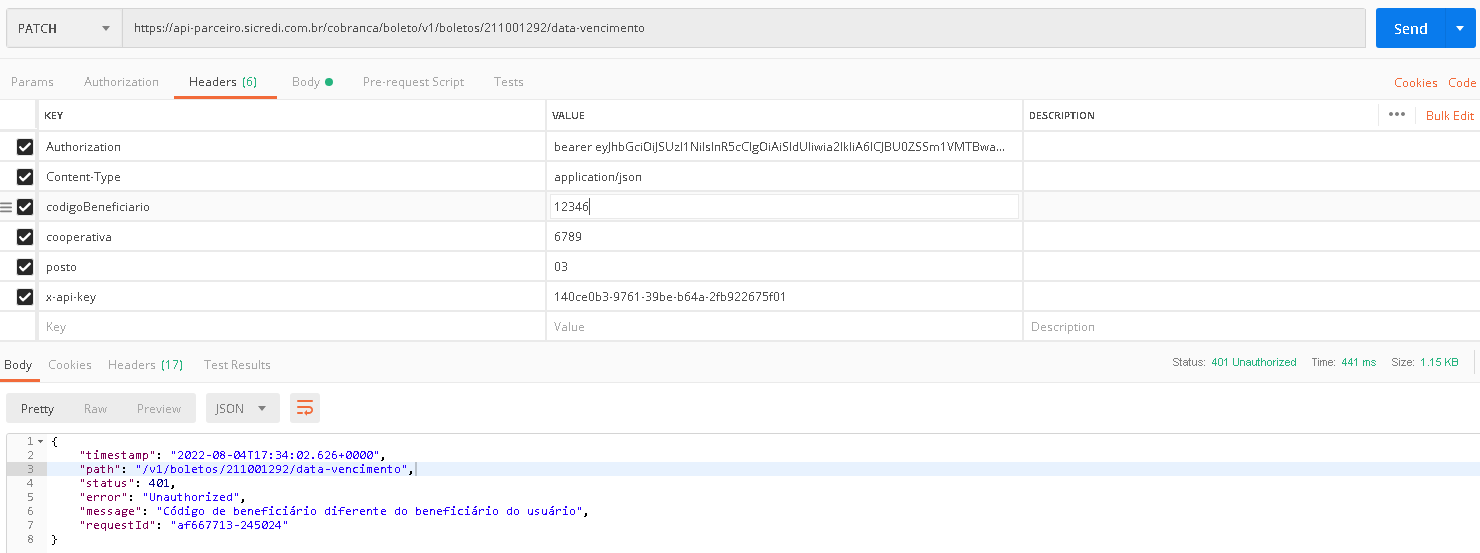 PATCH https://api-parceiro.sicredi.com.br/cobranca/boleto/v1/boletos/211001292/data-vencimento Send
Params Authorization Headers (6) Body Pre-request Script Tests Cookies Code
KEY VALUE DESCRIPTION ••• Bulk Edit
Authorization bearer
Content-Type application/json
codigoBeneficiario 12346
cooperativa 6789
posto 03
x-api-key 140ce0b3-9761-39be-b64a-2fb922675f01
Key Value Description
Body Cookies Headers (17) Test Results Status: 401 Unauthorized Time: 441 ms Size: 1.15 KB
Pretty Raw Preview JSON
1 {
2 "timestamp": "2022-08-04T17:34:02.626+0000",
3 "path": "/v1/boletos/211001292/data-vencimento",
4 "status": 401,
5 "error": "Unauthorized",
6 "message": "Código de beneficiário diferente do beneficiário do usuário",
7 "requestId": "af667713-245024"
8 }